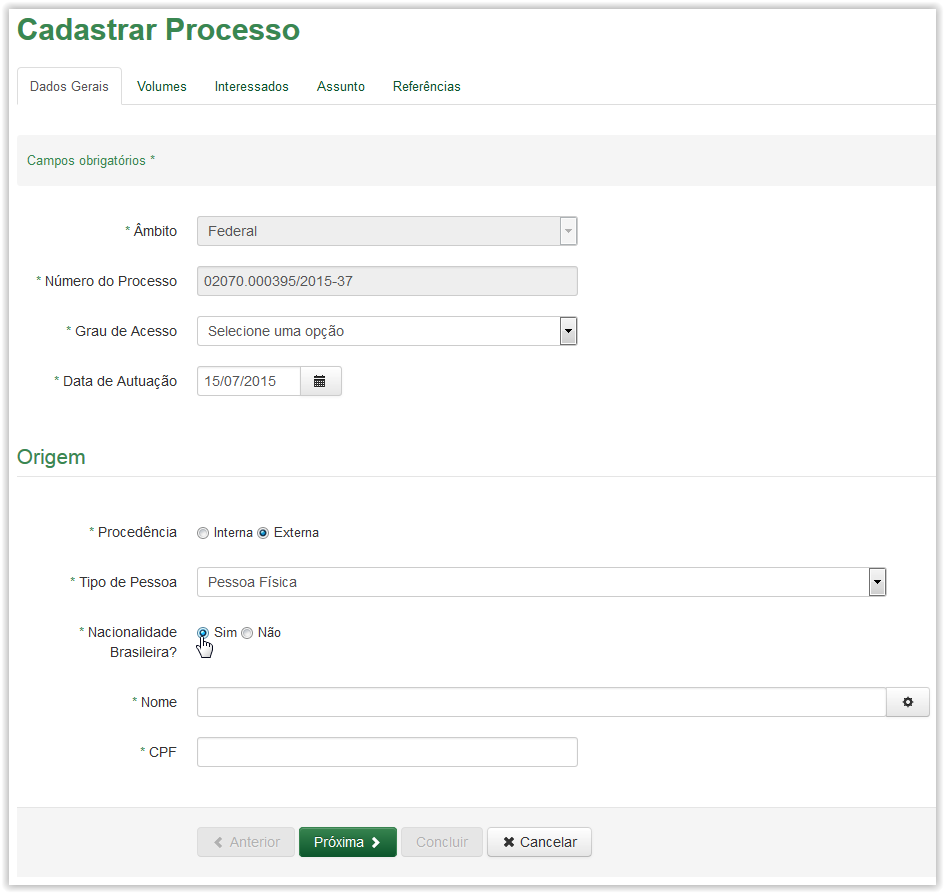 Cadastrar Processo
Dados Gerais Volumes Interessados Assunto Referências
Campos obrigatórios *
* Âmbito Federal
* Número do Processo 02070.000395/2015-37
* Grau de Acesso Selecione uma opção
* Data de Autuação 15/07/2015
Origem
* Procedência Interna Externa
* Tipo de Pessoa Pessoa Física
* Nacionalidade Sim Não
Brasileira?
* Nome
* CPF
Anterior Próxima Concluir Cancelar